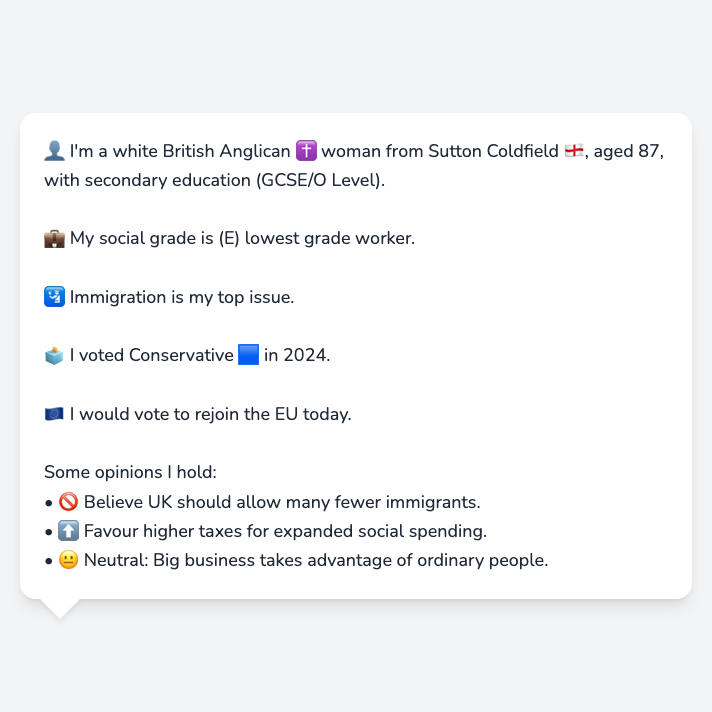 👤 I'm a white British Anglican ✝️ woman from Sutton Coldfield 🏴󠁧󠁢󠁥󠁮󠁧󠁿, aged 87,
with secondary education (GCSE/O Level).
💼 My social grade is (E) lowest grade worker.
🛂 Immigration is my top issue.
🗳️ I voted Conservative 🟦 in 2024.
🇪🇺 I would vote to rejoin the EU today.
Some opinions I hold:
• 🚫 Believe UK should allow many fewer immigrants.
• ⬆️ Favour higher taxes for expanded social spending.
• 😐 Neutral: Big business takes advantage of ordinary people.